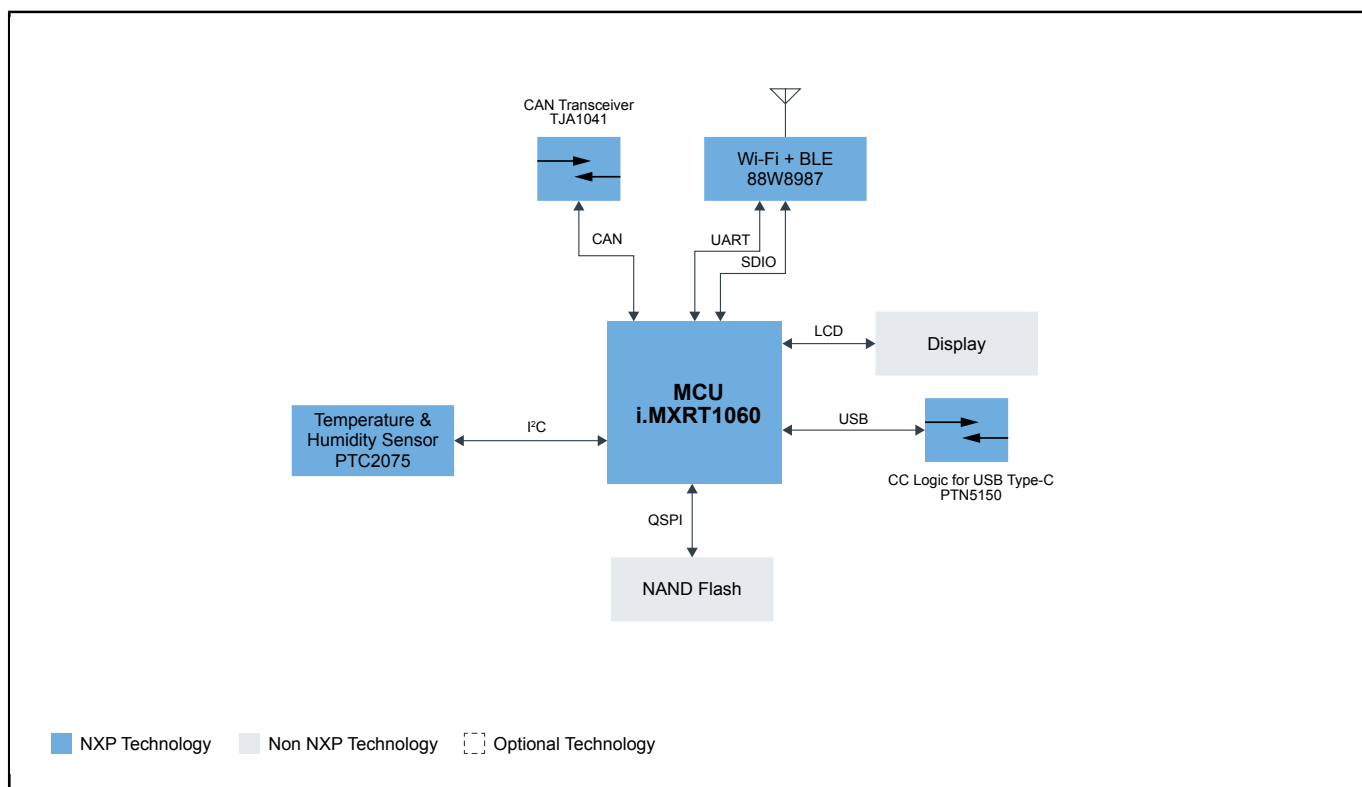 CAN Transceiver
TJA1041
Wi-Fi + BLE
88W8987
CAN
UART
SDIO
LCD
Display
MCU
i.MXRT1060
Temperature &
Humidity Sensor
PTC2075
I²C
USB
CC Logic for USB Type-C
PTN5150
QSPI
NAND Flash
NXP Technology
Non NXP Technology
Optional Technology